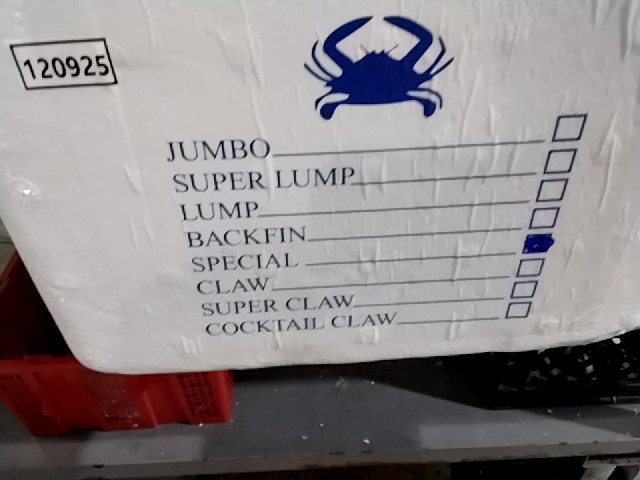 120925
JUMBO
SUPER LUMP
LUMP
BACKFIN
SPECIAL
CLAW
SUPER CLAW
COCKTAIL CLAW